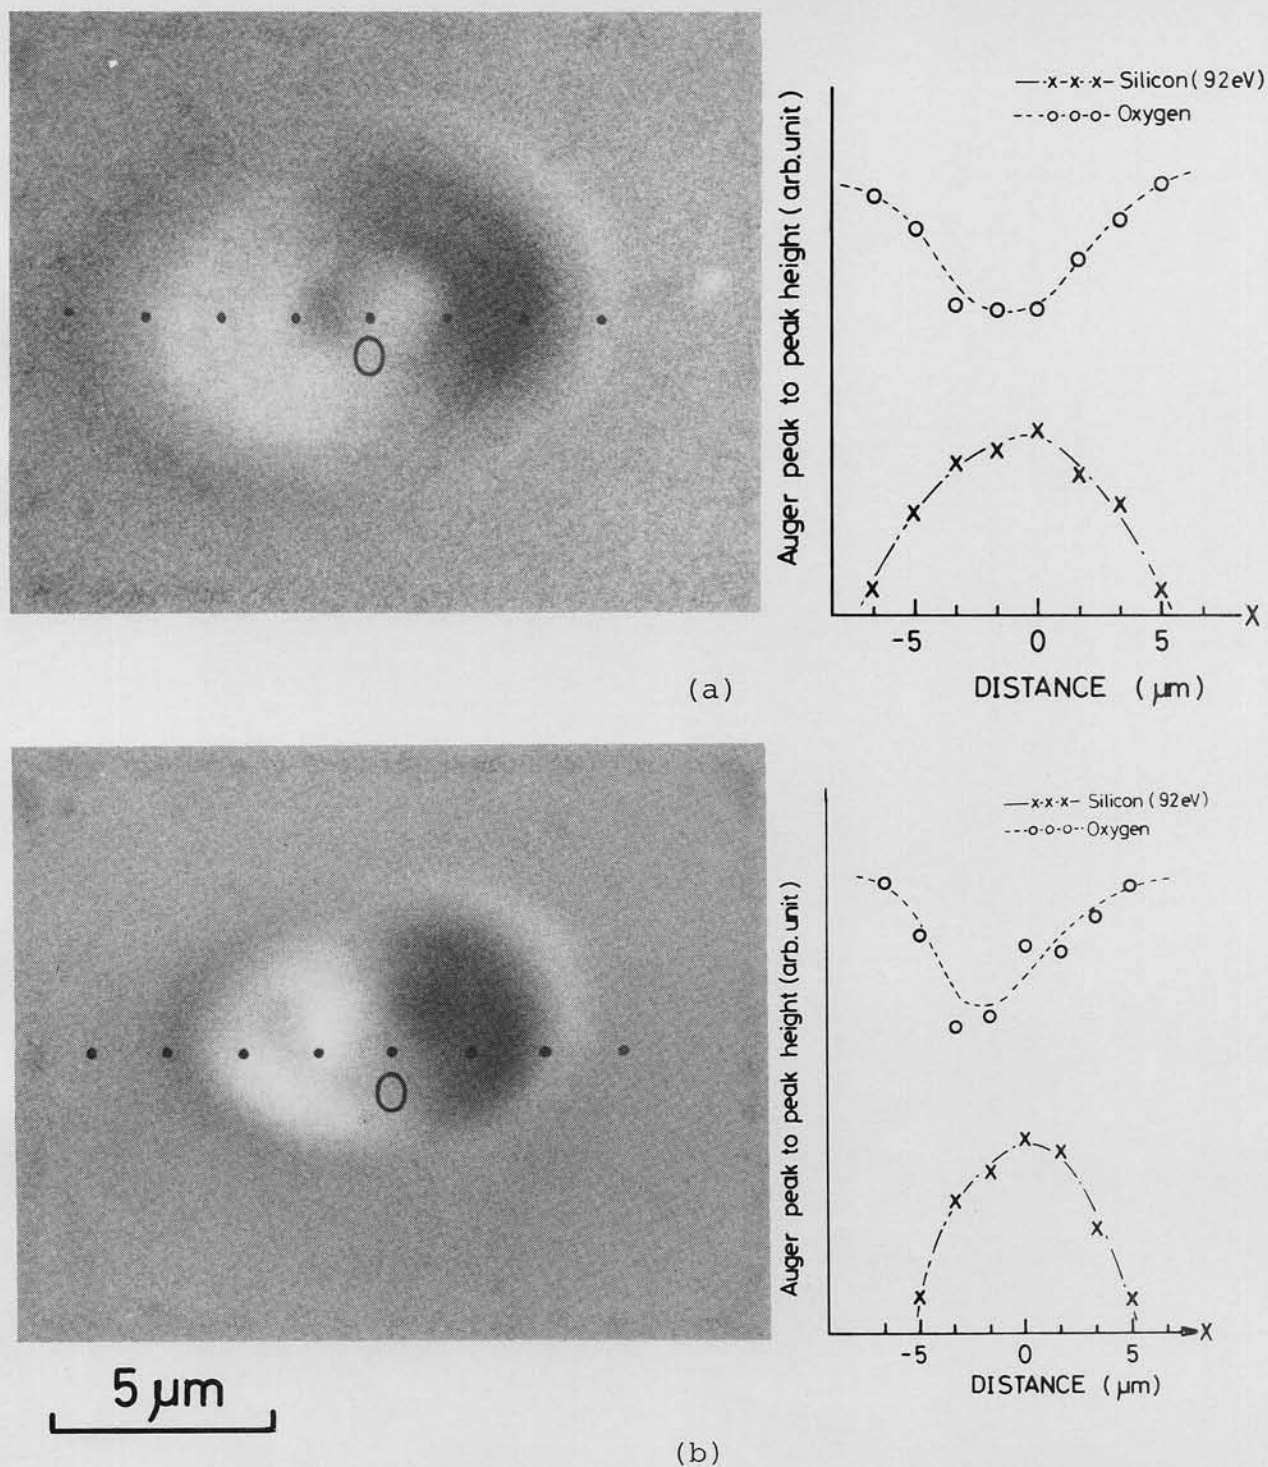 —·x-x··x– Silicon (92eV)
---o-o-o- Oxygen
Auger peak to peak height (arb. unit)
O
X
-5 0 5
DISTANCE (μm)
(a)
—x-x-x– Silicon (92eV)
---o-o-o-- Oxygen
Auger peak to peak height (arb. unit)
O
X
-5 0 5
DISTANCE (μm)
5 μm
(b)